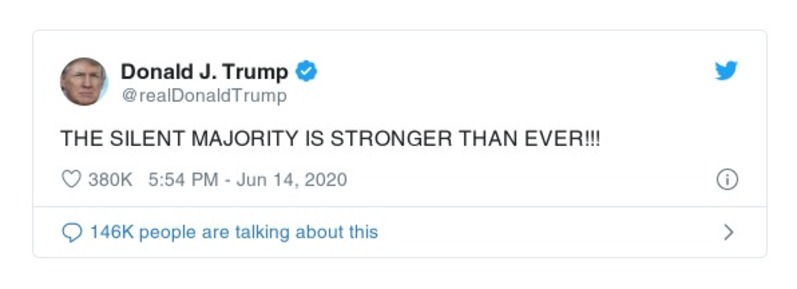 Donald J. Trump
@realDonaldTrump
THE SILENT MAJORITY IS STRONGER THAN EVER!!!
380K 5:54 PM - Jun 14, 2020
146K people are talking about this